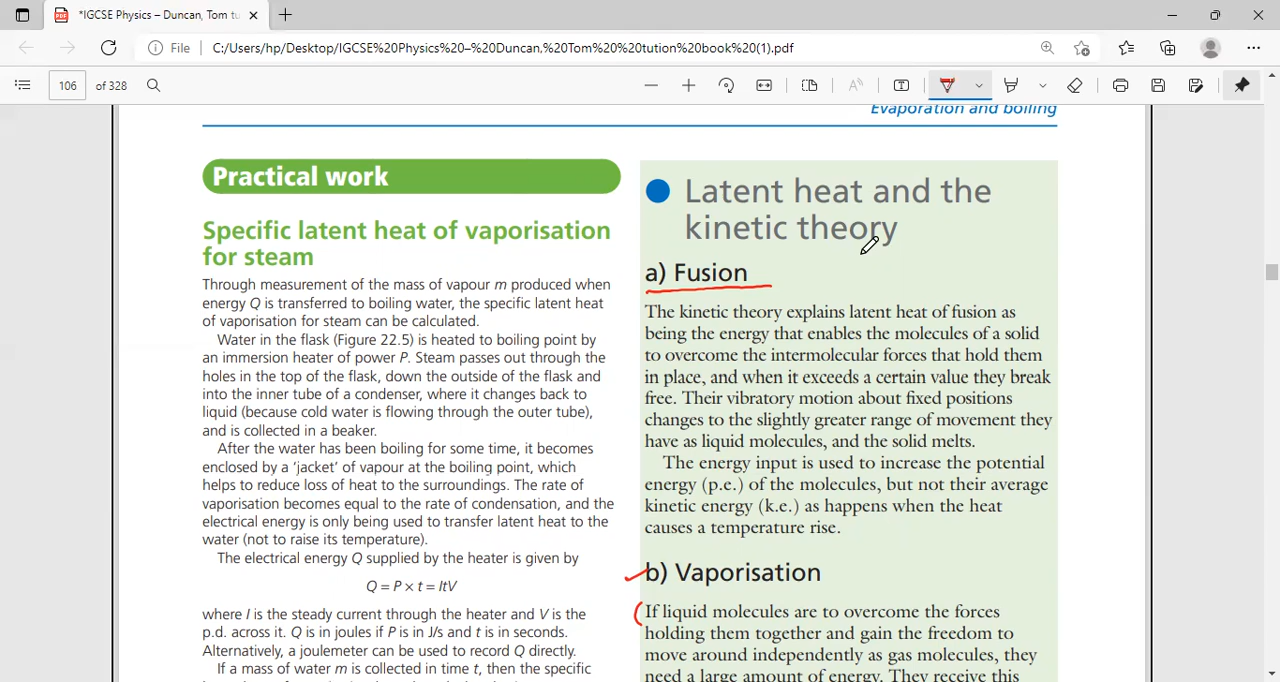 *IGCSE Physics – Duncan, Tom tu
File
C:/Users/hp/Desktop/IGCSE%20Physics%20–%20Duncan,%20Tom%20%20tution%20book%20(1).pdf
106 of 328
Evaporation and boiling
Practical work
Specific latent heat of vaporisation
for steam
Through measurement of the mass of vapour m produced when
energy Q is transferred to boiling water, the specific latent heat
of vaporisation for steam can be calculated.
Water in the flask (Figure 22.5) is heated to boiling point by
an immersion heater of power P. Steam passes out through the
holes in the top of the flask, down the outside of the flask and
into the inner tube of a condenser, where it changes back to
liquid (because cold water is flowing through the outer tube),
and is collected in a beaker.
After the water has been boiling for some time, it becomes
enclosed by a ‘jacket’ of vapour at the boiling point, which
helps to reduce loss of heat to the surroundings. The rate of
vaporisation becomes equal to the rate of condensation, and the
electrical energy is only being used to transfer latent heat to the
water (not to raise its temperature).
The electrical energy Q supplied by the heater is given by
Q = P × t = ItV
where I is the steady current through the heater and V is the
p.d. across it. Q is in joules if P is in J/s and t is in seconds.
Alternatively, a joulemeter can be used to record Q directly.
If a mass of water m is collected in time t, then the specific
Latent heat and the
kinetic theory
a) Fusion
The kinetic theory explains latent heat of fusion as
being the energy that enables the molecules of a solid
to overcome the intermolecular forces that hold them
in place, and when it exceeds a certain value they break
free. Their vibratory motion about fixed positions
changes to the slightly greater range of movement they
have as liquid molecules, and the solid melts.
The energy input is used to increase the potential
energy (p.e.) of the molecules, but not their average
kinetic energy (k.e.) as happens when the heat
causes a temperature rise.
b) Vaporisation
If liquid molecules are to overcome the forces
holding them together and gain the freedom to
move around independently as gas molecules, they
need a large amount of energy. They receive this